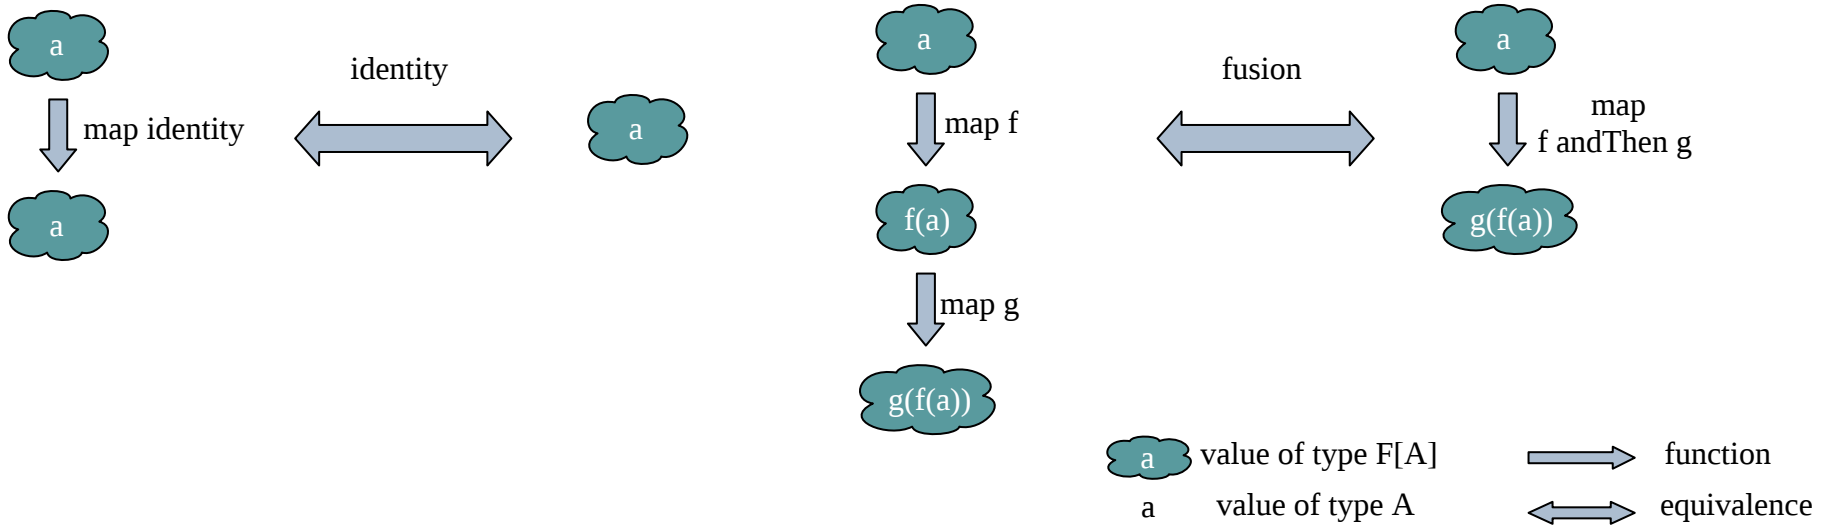 a
map identity
a
identity
a
a
map f
f(a)
map g
g(f(a))
fusion
a
map
f andThen g
g(f(a))
a value of type F[A]
function
a value of type A
equivalence